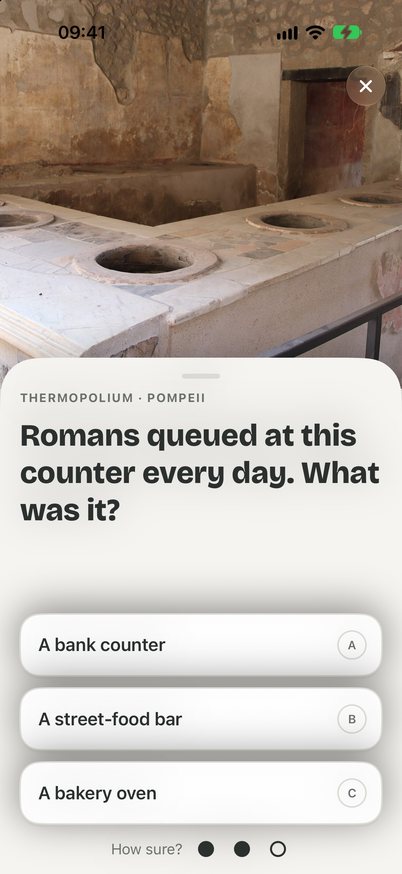 09:41
THERMOPOLIUM · POMPEII
Romans queued at this
counter every day. What
was it?
A bank counter A
A street-food bar B
A bakery oven C
How sure?